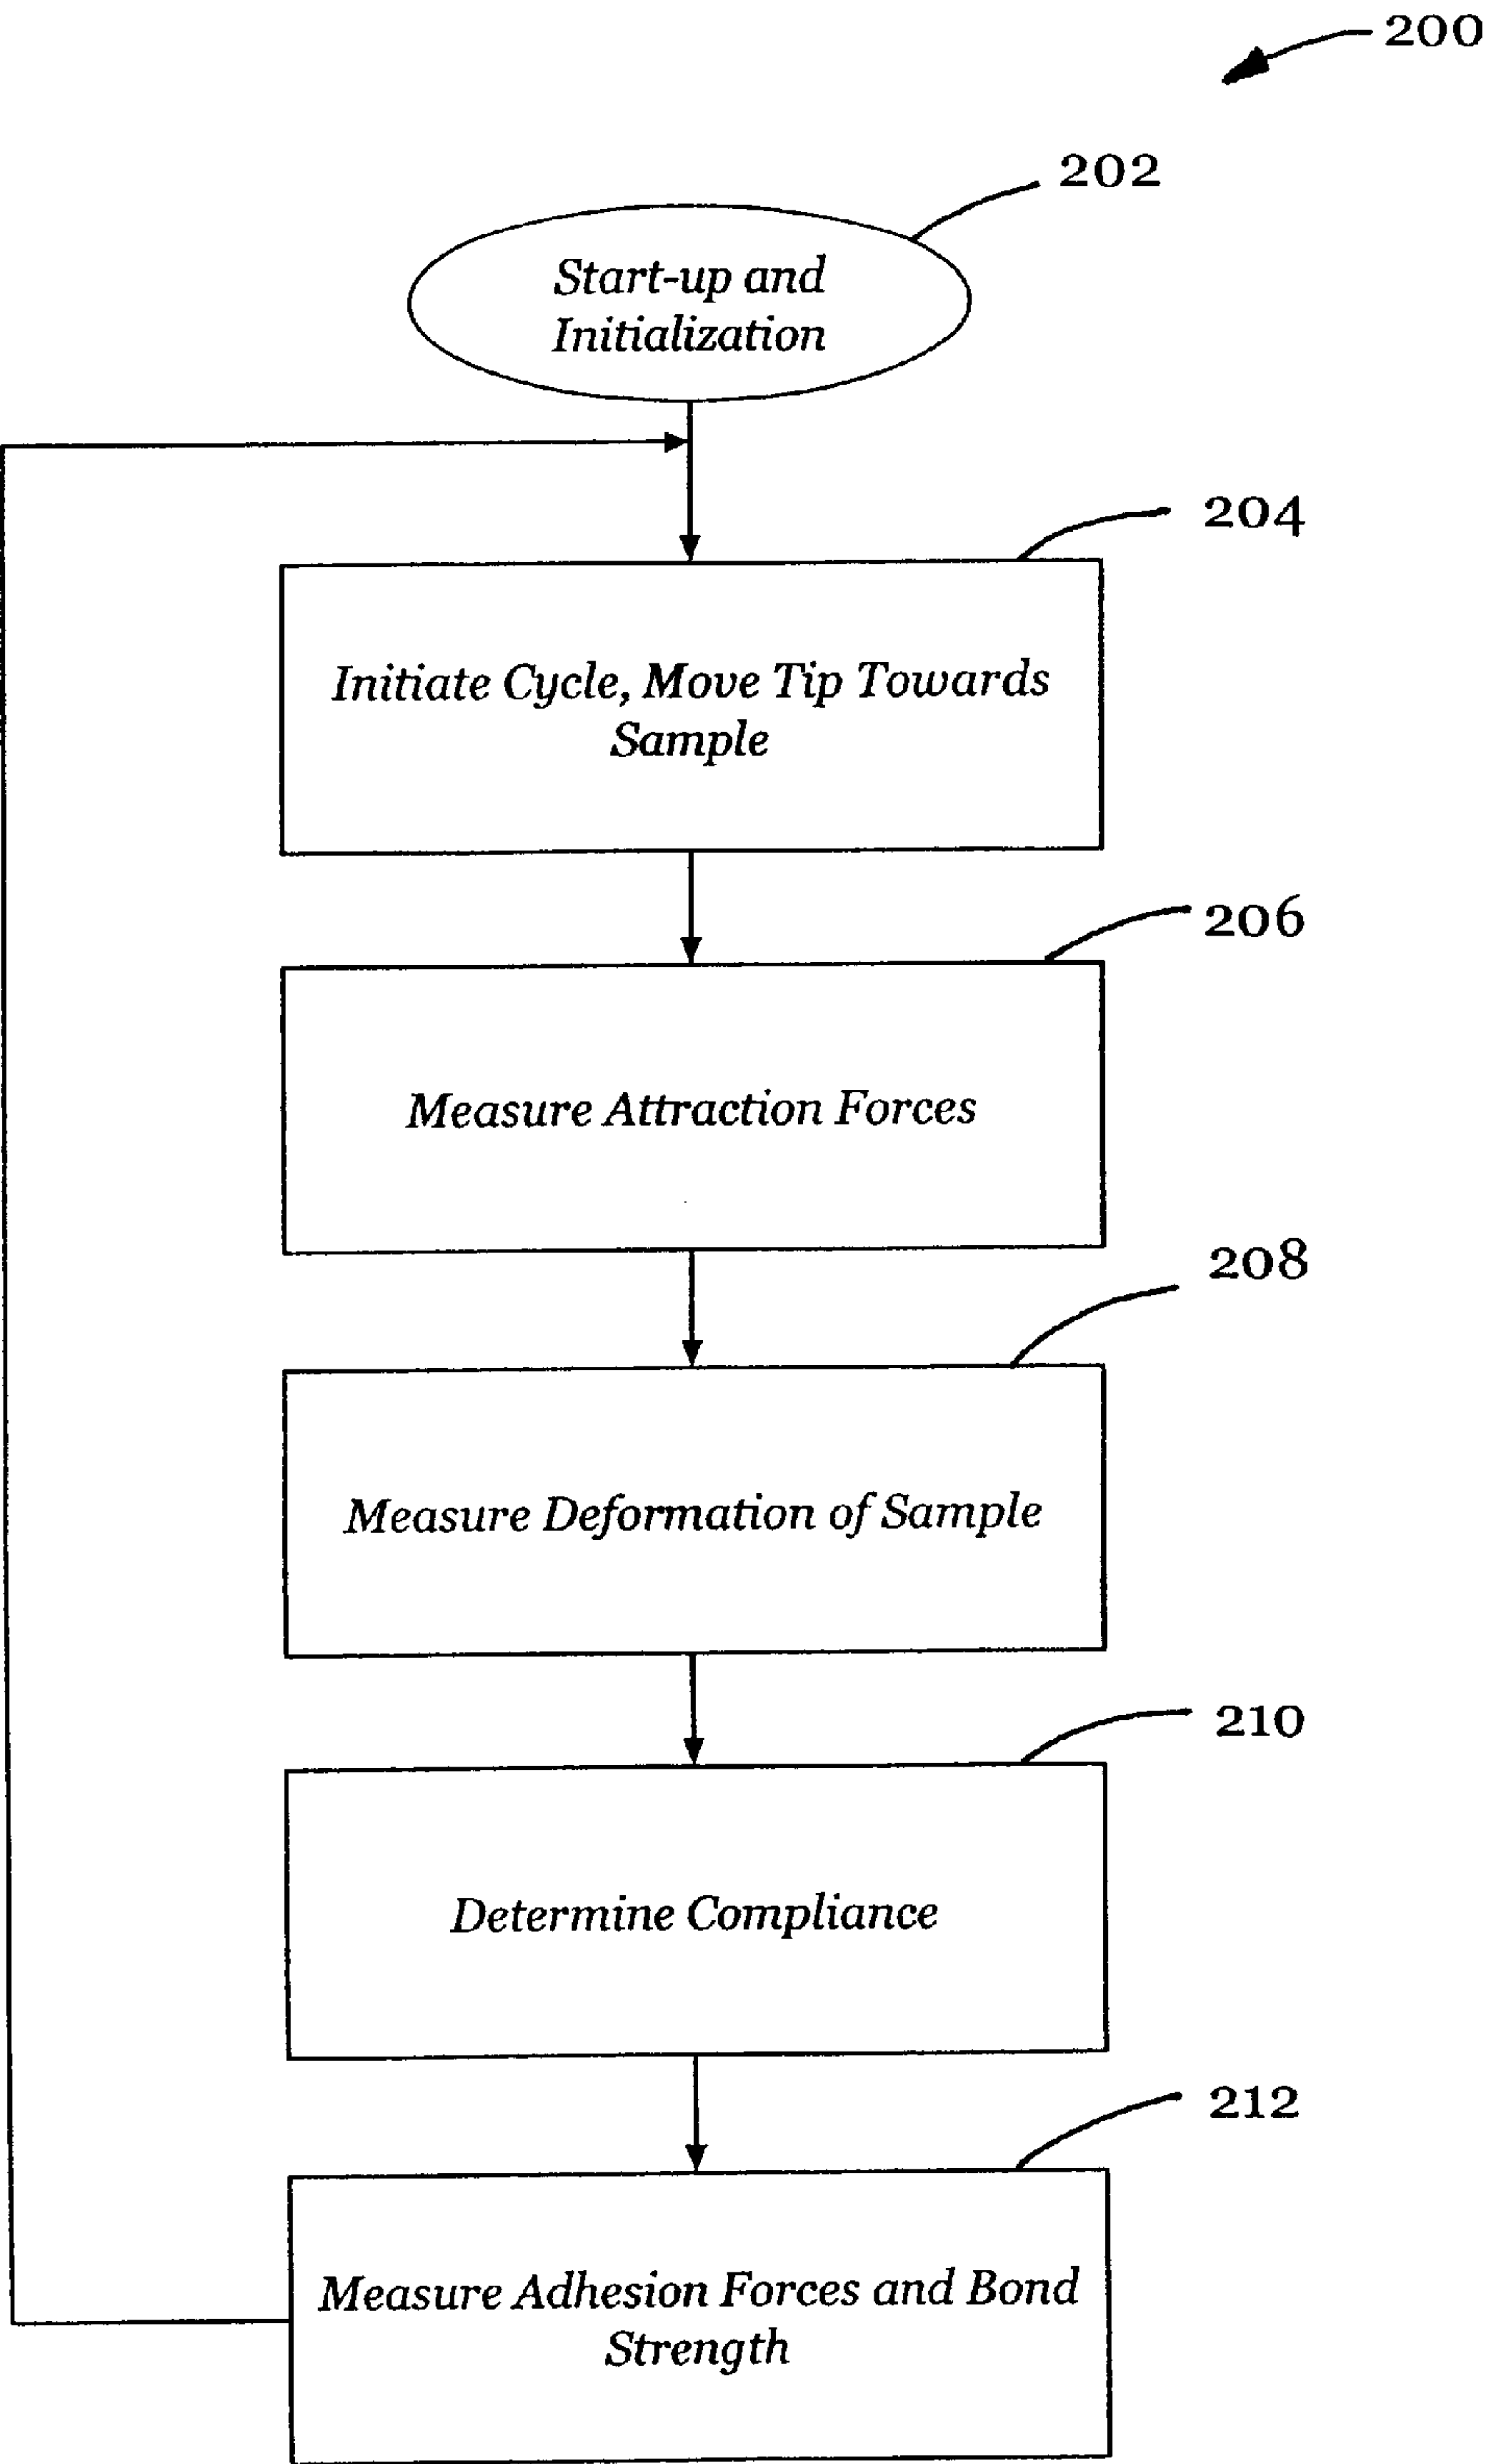 200
202
Start-up and
Initialization
204
Initiate Cycle, Move Tip Towards
Sample
206
Measure Attraction Forces
208
Measure Deformation of Sample
210
Determine Compliance
212
Measure Adhesion Forces and Bond
Strength